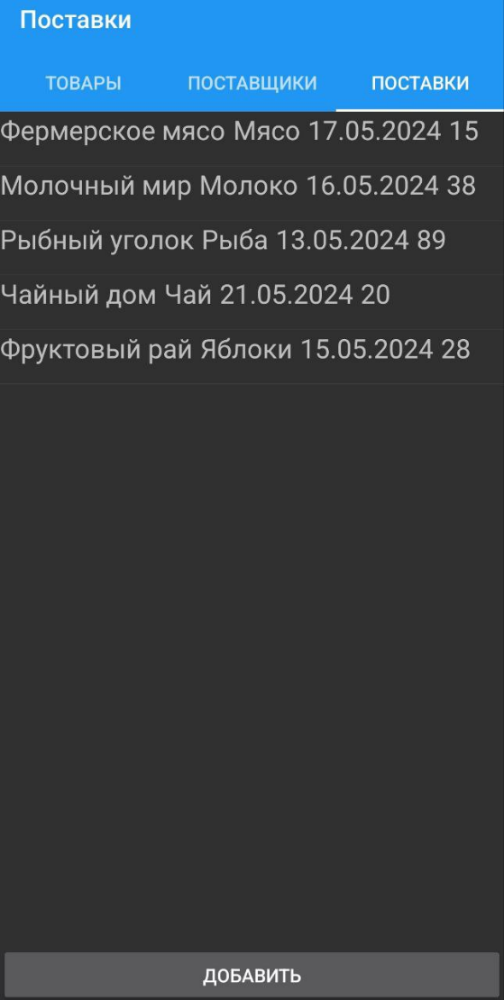 Поставки
ТОВАРЫ ПОСТАВЩИКИ ПОСТАВКИ
Фермерское мясо Мясо 17.05.2024 15
Молочный мир Молоко 16.05.2024 38
Рыбный уголок Рыба 13.05.2024 89
Чайный дом Чай 21.05.2024 20
Фруктовый рай Яблоки 15.05.2024 28
ДОБАВИТЬ